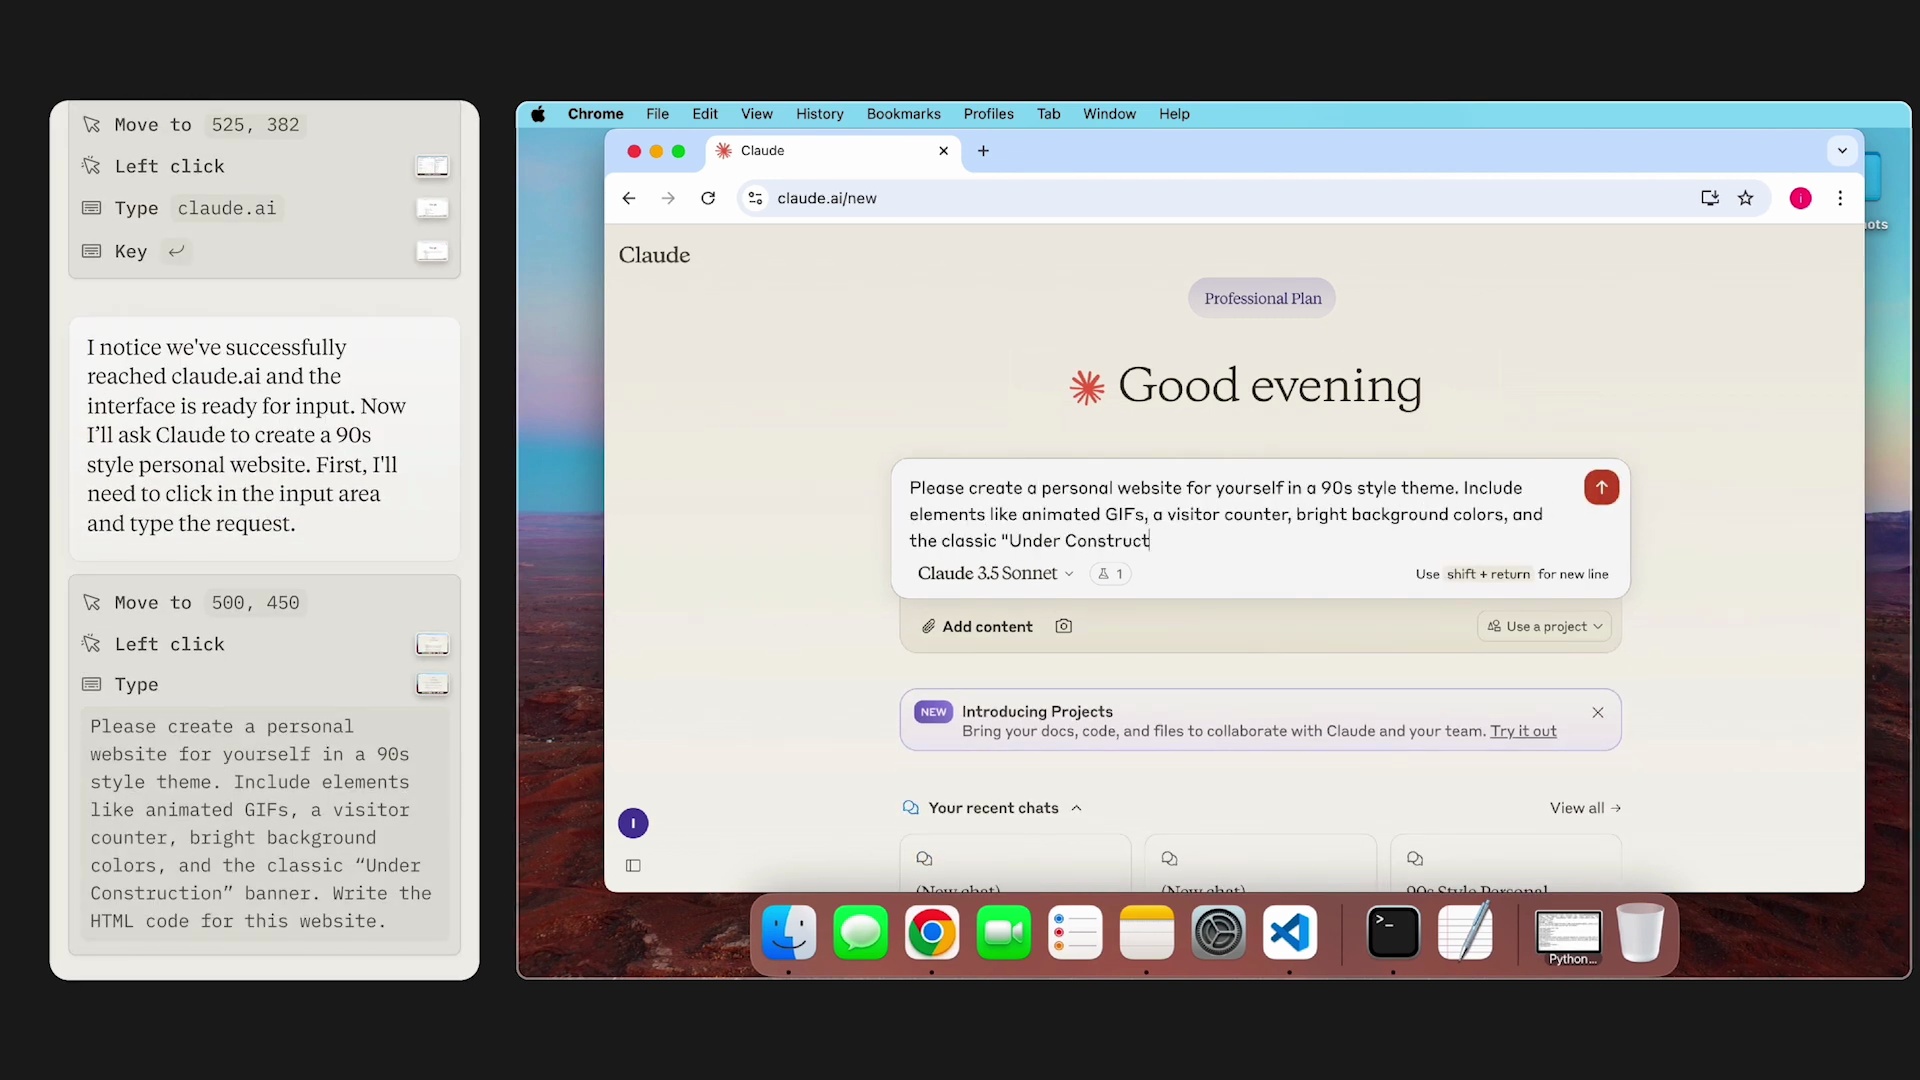 Move to 525, 382
Left click
Type claude.ai
Key
I notice we've successfully
reached claude.ai and the
interface is ready for input. Now
I’ll ask Claude to create a 90s
style personal website. First, I'll
need to click in the input area
and type the request.
Move to 500, 450
Left click
Type
Please create a personal
website for yourself in a 90s
style theme. Include elements
like animated GIFs, a visitor
counter, bright background
colors, and the classic “Under
Construction” banner. Write the
HTML code for this website.
Chrome File Edit View History Bookmarks Profiles Tab Window Help
Claude
claude.ai/new
i
ots
Claude
Professional Plan
Good evening
Please create a personal website for yourself in a 90s style theme. Include
elements like animated GIFs, a visitor counter, bright background colors, and
the classic "Under Construct
Claude 3.5 Sonnet 1
Use shift + return for new line
Add content
Use a project
NEW Introducing Projects
Bring your docs, code, and files to collaborate with Claude and your team. Try it out
Your recent chats
View all →
I
(New chat)
(New chat)
90s Style Personal
Python...